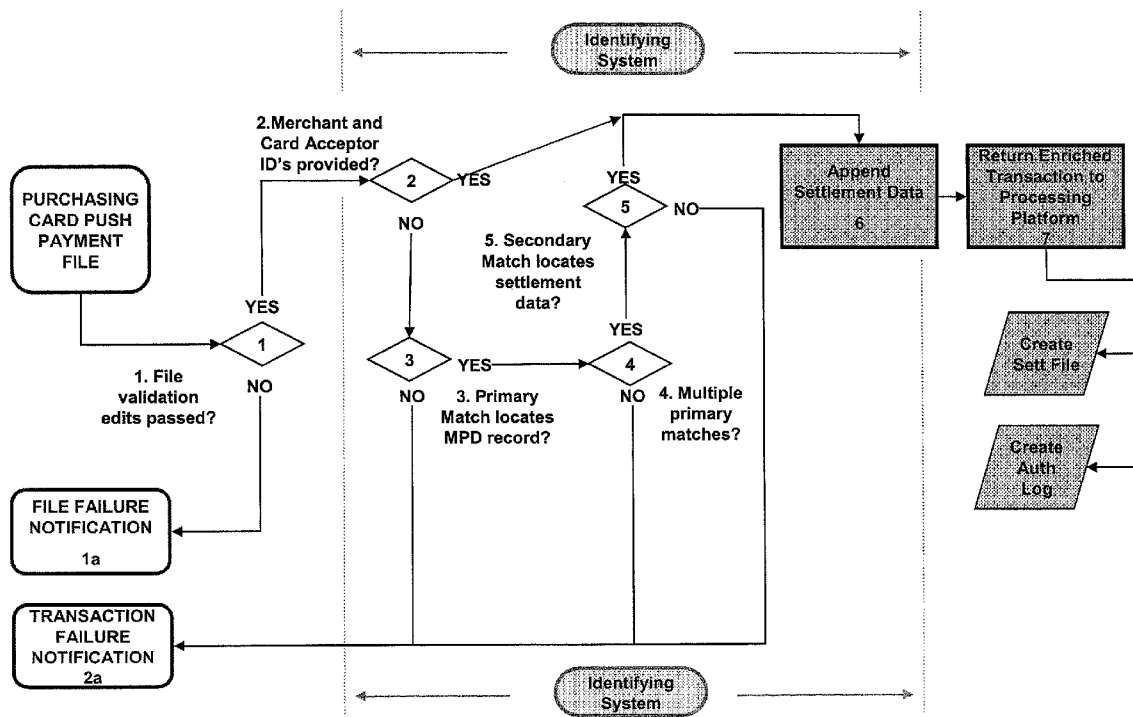 Identifying
System
2.Merchant and
Card Acceptor
ID's provided?
PURCHASING
CARD PUSH
PAYMENT
FILE
2
YES
NO
YES
5
NO
5. Secondary
Match locates
settlement
data?
Append
Settlement Data
6
Return Enriched
Transaction to
Processing
Platform
7
YES
1
NO
1. File
validation
edits passed?
3
YES
NO
3. Primary
Match locates
MPD record?
YES
4
NO
4. Multiple
primary
matches?
Create
Sett File
Create
Auth
Log
FILE FAILURE
NOTIFICATION
1a
TRANSACTION
FAILURE
NOTIFICATION
2a
Identifying
System